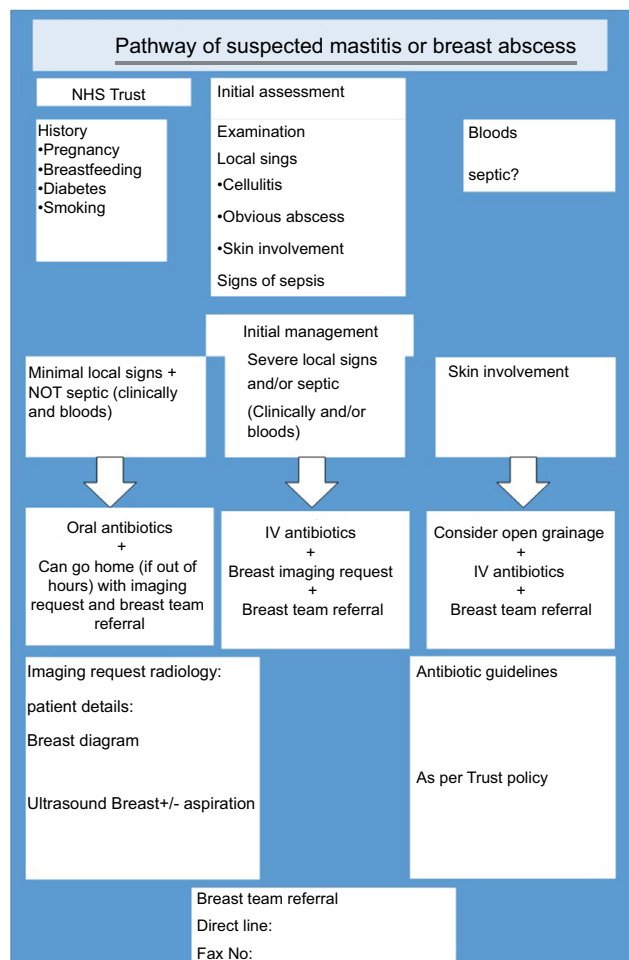 Pathway of suspected mastitis or breast abscess
NHS Trust
Initial assessment
History
•Pregnancy
•Breastfeeding
•Diabetes
•Smoking
Examination
Local sings
•Cellulitis
•Obvious abscess
•Skin involvement
Signs of sepsis
Bloods
septic?
Initial management
Minimal local signs +
NOT septic (clinically
and bloods)
Severe local signs
and/or septic
(Clinically and/or
bloods)
Skin involvement
Oral antibiotics
+
Can go home (if out of
hours) with imaging
request and breast team
referral
IV antibiotics
+
Breast imaging request
+
Breast team referral
Consider open grainage
+
IV antibiotics
+
Breast team referral
Imaging request radiology:
patient details:
Breast diagram
Ultrasound Breast+/- aspiration
Antibiotic guidelines
As per Trust policy
Breast team referral
Direct line:
Fax No: